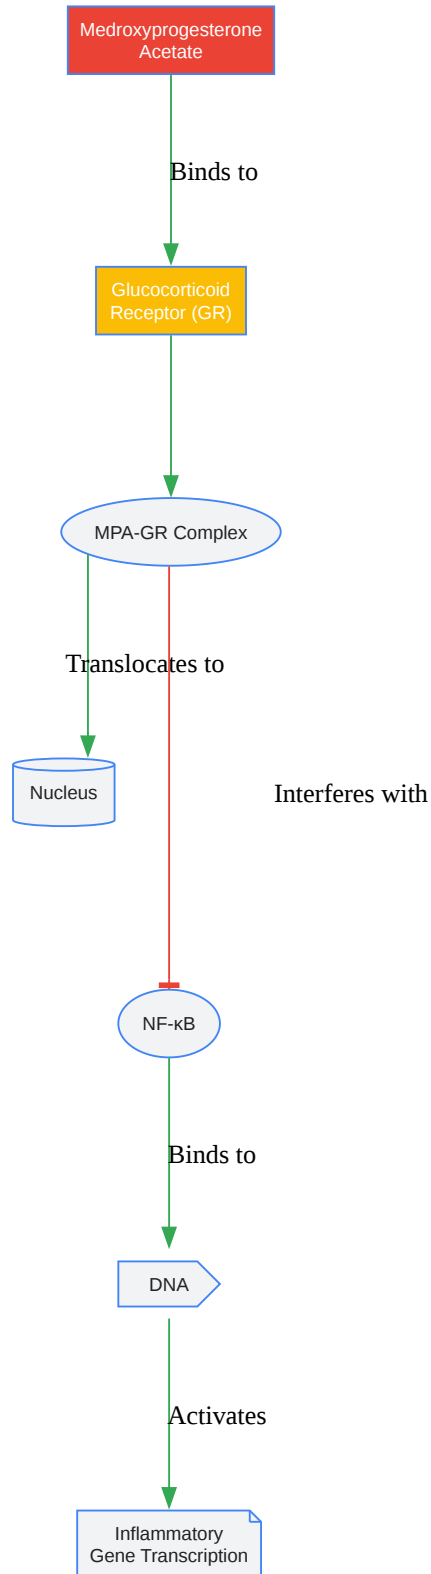 Medroxyprogesterone
Acetate
Binds to
Glucocorticoid
Receptor (GR)
MPA-GR Complex
Translocates to
Nucleus
Interferes with
NF-κB
Binds to
DNA
Activates
Inflammatory
Gene Transcription